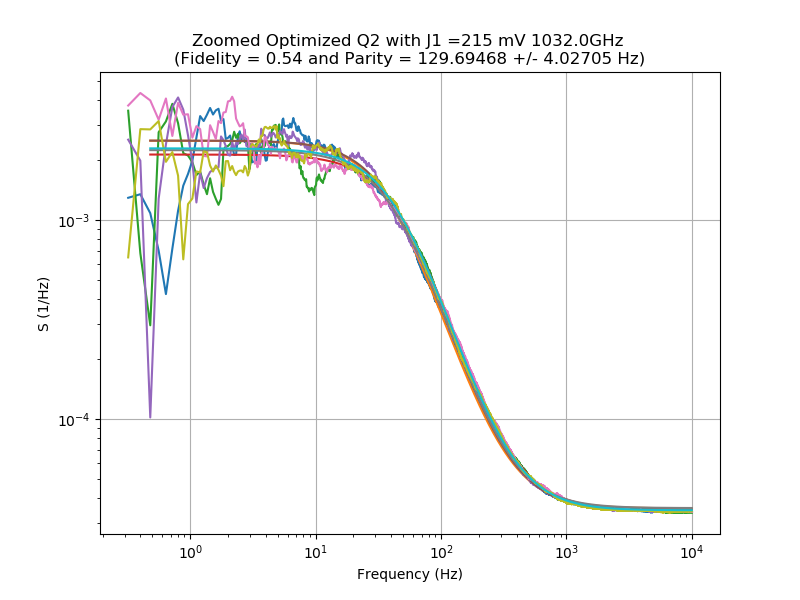 Zoomed Optimized Q2 with J1 =215 mV 1032.0GHz
(Fidelity = 0.54 and Parity = 129.69468 +/- 4.02705 Hz)
S (1/Hz)
10⁻³
10⁻⁴
10⁰ 10¹ 10² 10³ 10⁴
Frequency (Hz)